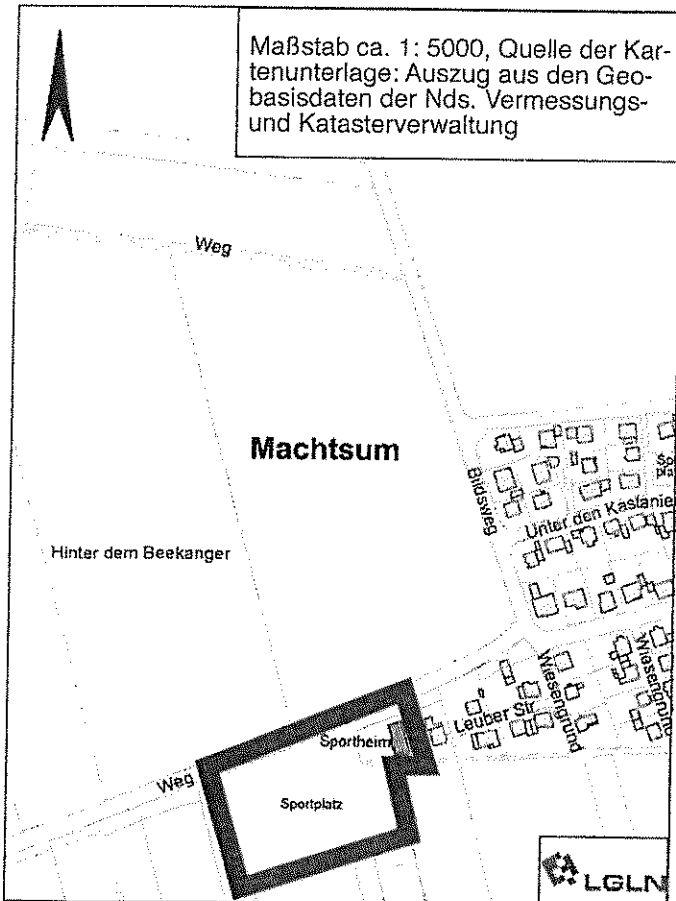 Maßstab ca. 1: 5000, Quelle der Kar-
tenunterlage: Auszug aus den Geo-
basisdaten der Nds. Vermessungs-
und Katasterverwaltung
Weg
Machtsum
Bildsweg
Unter den Kastanie
Hinter dem Beekanger
Wiesengrund
Wiesengrund
Leuber Str
Sportheim
Weg
Sportplatz
LGLN